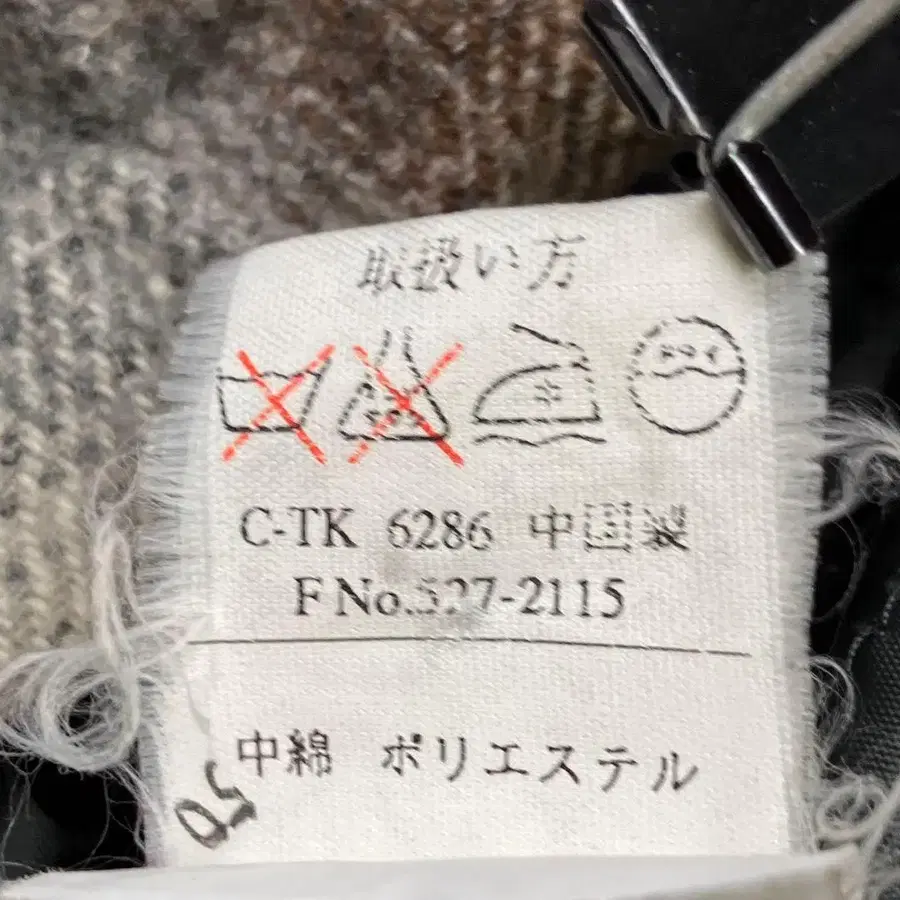 取扱い方
C-TK 6286 中国製
F No.527-2115
中綿 ポリエステル
50